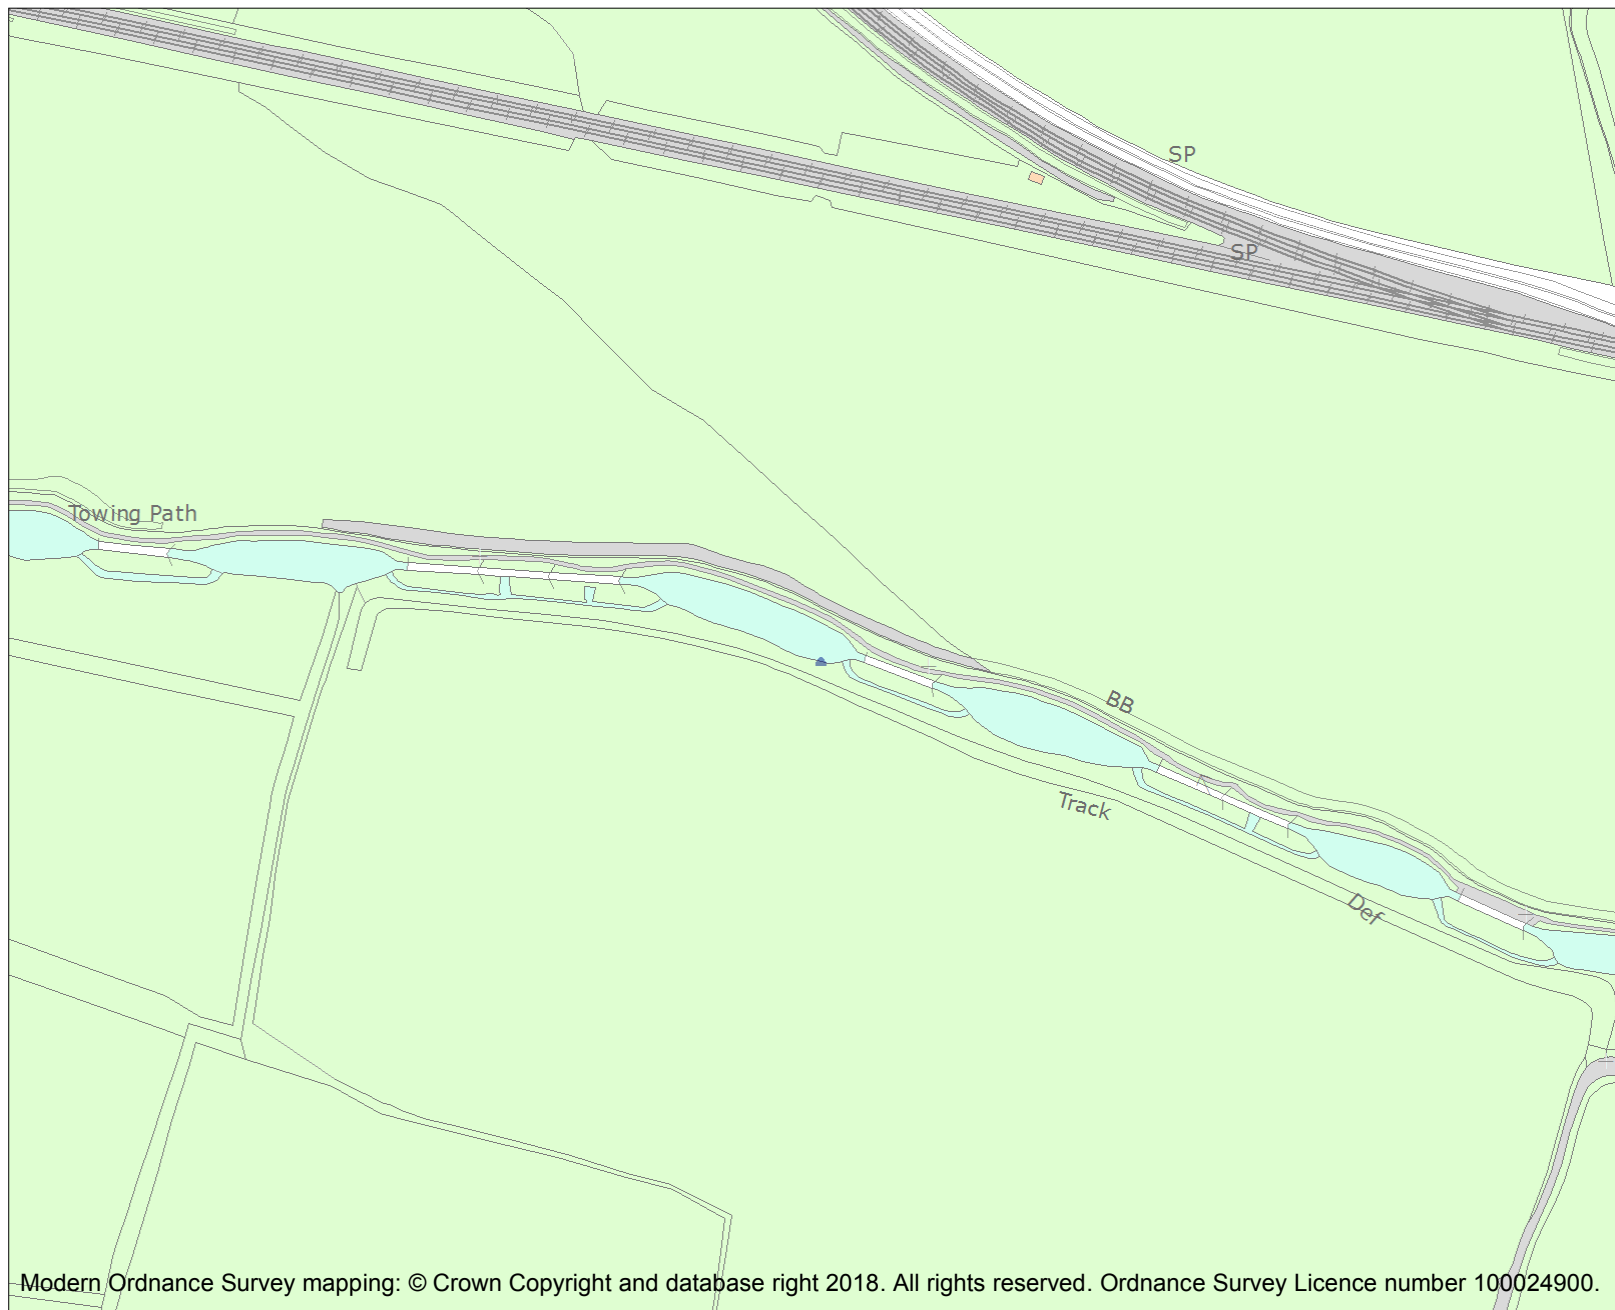 SP
SP
Towing Path
BB
Track
Def
Modern Ordnance Survey mapping: © Crown Copyright and database right 2018. All rights reserved. Ordnance Survey Licence number 100024900.